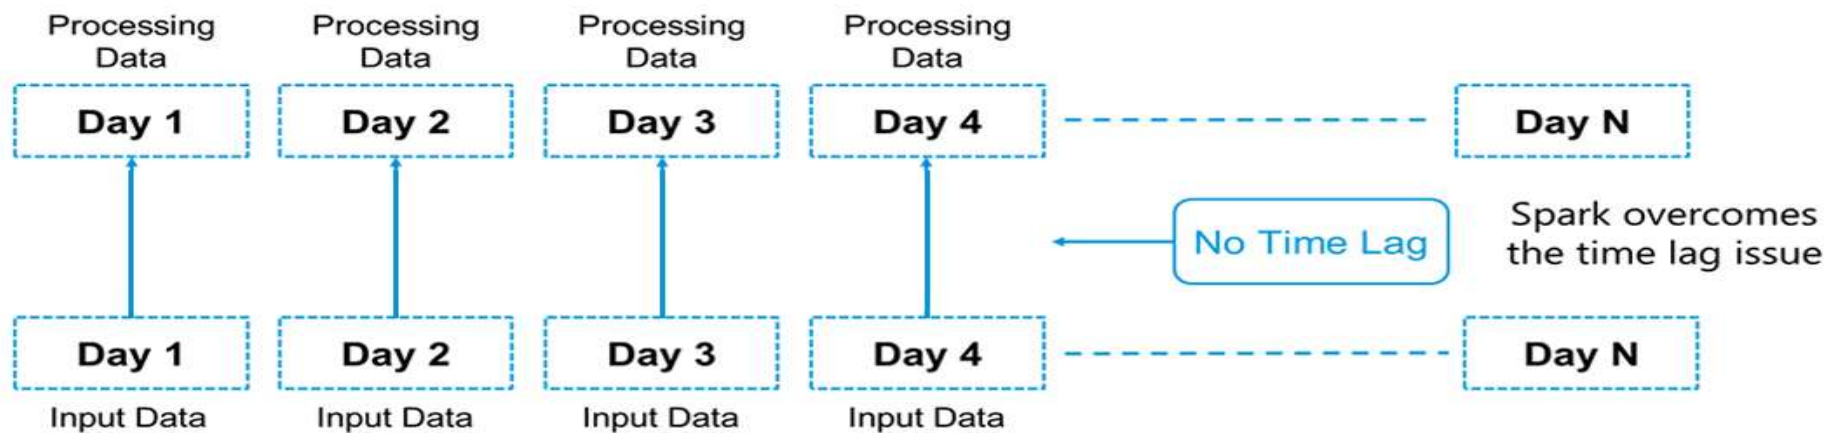 Processing Data
Processing Data
Processing Data
Processing Data
Day 1
Day 2
Day 3
Day 4
Day N
No Time Lag
Spark overcomes
the time lag issue
Day 1
Day 2
Day 3
Day 4
Day N
Input Data
Input Data
Input Data
Input Data